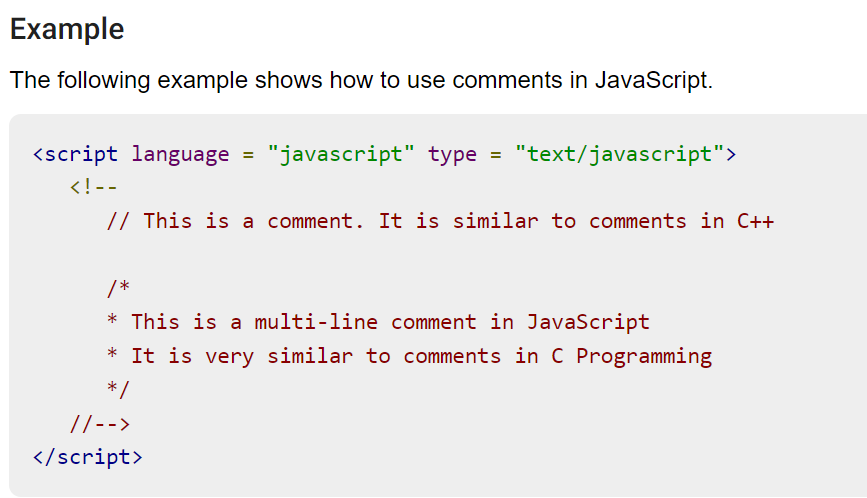 Example
The following example shows how to use comments in JavaScript.
<script language = "javascript" type = "text/javascript">
<!--
// This is a comment. It is similar to comments in C++
/*
* This is a multi-line comment in JavaScript
* It is very similar to comments in C Programming
*/
//-->
</script>